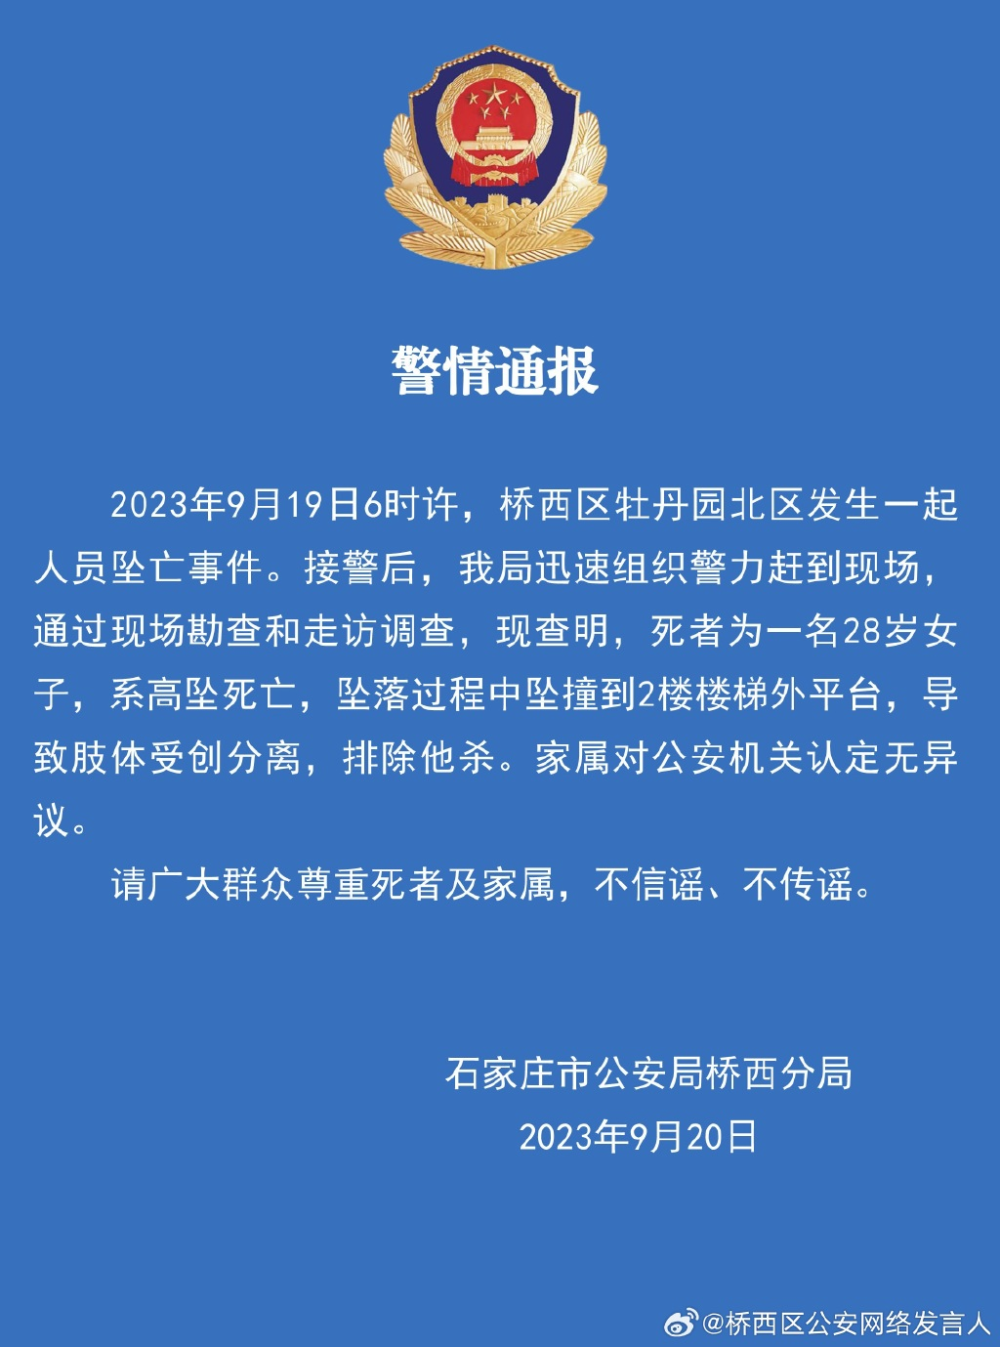 警情通报
2023年9月19日6时许，桥西区牡丹园北区发生一起
人员坠亡事件。接警后，我局迅速组织警力赶到现场，
通过现场勘查和走访调查，现查明，死者为一名28岁女
子，系高坠死亡，坠落过程中坠撞到2楼楼梯外平台，导
致肢体受创分离，排除他杀。家属对公安机关认定无异
议。
请广大群众尊重死者及家属，不信谣、不传谣。
石家庄市公安局桥西分局
2023年9月20日
@桥西区公安网络发言人